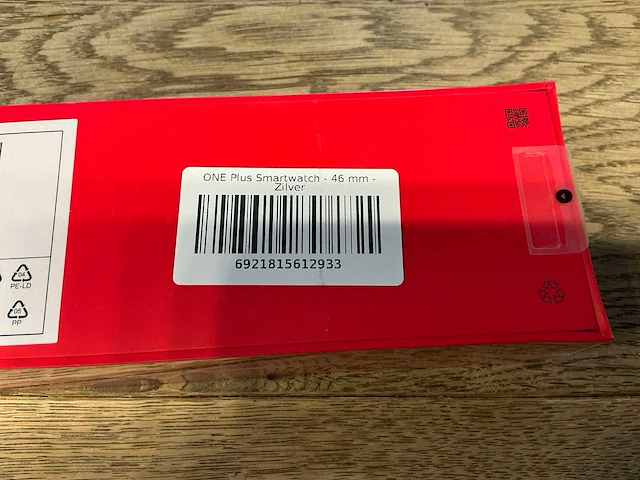 ONE Plus Smartwatch - 46 mm -
Zilver
6921815612933
04
PE-LD
05
PP